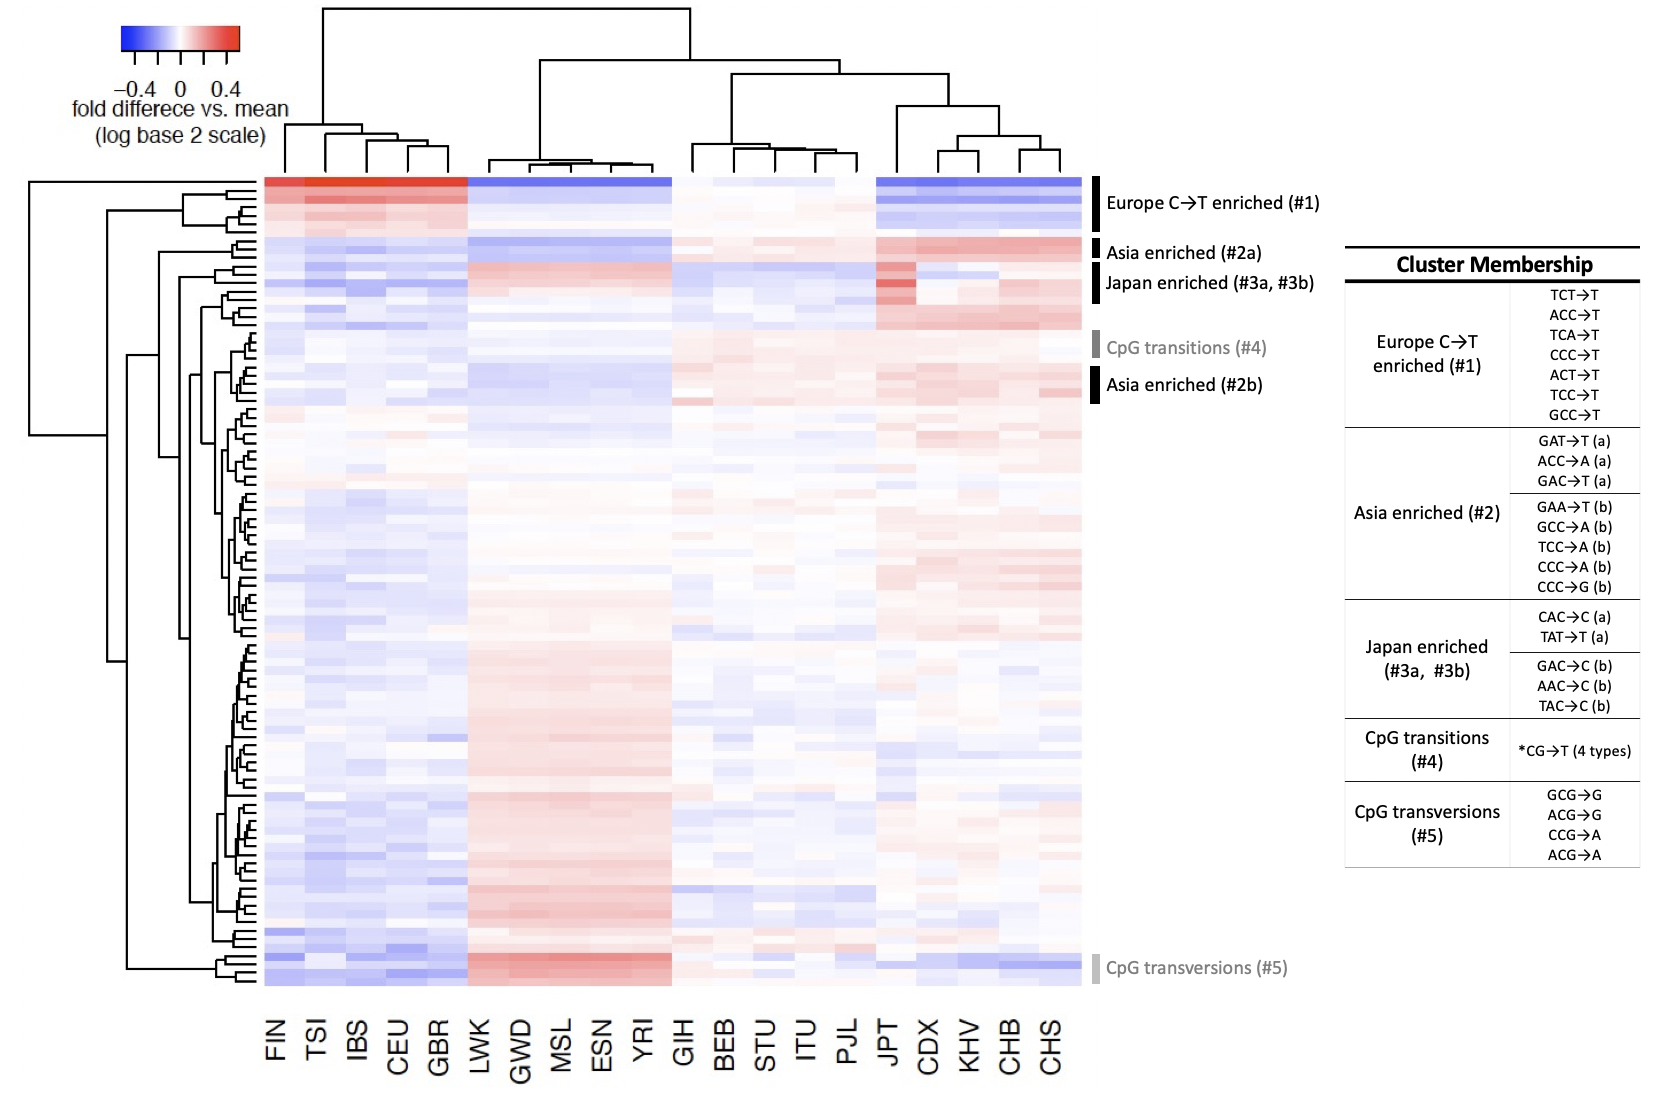 −0.4 0 0.4
fold differece vs. mean
(log base 2 scale)
Europe C→T enriched (#1)
Asia enriched (#2a)
Japan enriched (#3a, #3b)
CpG transitions (#4)
Asia enriched (#2b)
CpG transversions (#5)
FIN TSI IBS CEU GBR LWK GWD MSL ESN YRI GIH BEB STU ITU PJL JPT CDX KHV CHB CHS
Cluster Membership
Europe C→T
enriched (#1)
TCT→T
ACC→T
TCA→T
CCC→T
ACT→T
TCC→T
GCC→T
Asia enriched (#2)
GAT→T (a)
ACC→A (a)
GAC→T (a)
GAA→T (b)
GCC→A (b)
TCC→A (b)
CCC→A (b)
CCC→G (b)
Japan enriched
(#3a, #3b)
CAC→C (a)
TAT→T (a)
GAC→C (b)
AAC→C (b)
TAC→C (b)
CpG transitions
(#4)
*CG→T (4 types)
CpG transversions
(#5)
GCG→G
ACG→G
CCG→A
ACG→A